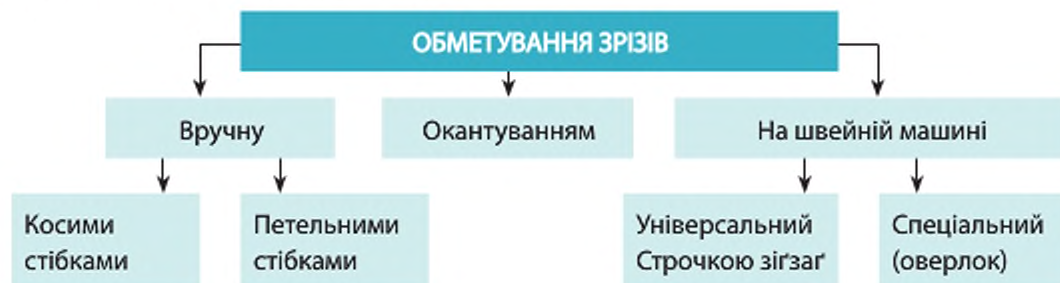 ОБМЕТУВАННЯ ЗРІЗІВ
Вручну
Окантуванням
На швейній машині
Косими
стібками
Петельними
стібками
Універсальний
Строчкою зіґзаґ
Спеціальний
(оверлок)